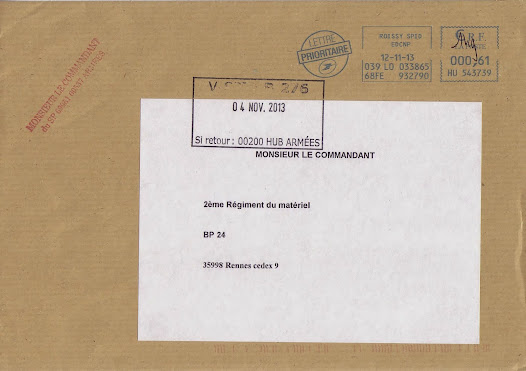 MONSIEUR LE COMMANDANT
LETTRE
PRIORITAIRE
ROISSY SPED
12-11-13
039 LO 033865
68FE 932790
R.F.
000,61
HU 543739
04 NOV. 2013
Si retour : 00200 HUB ARMÉES
MONSIEUR LE COMMANDANT
2ème Régiment du matériel
BP 24
35998 Rennes cedex 9